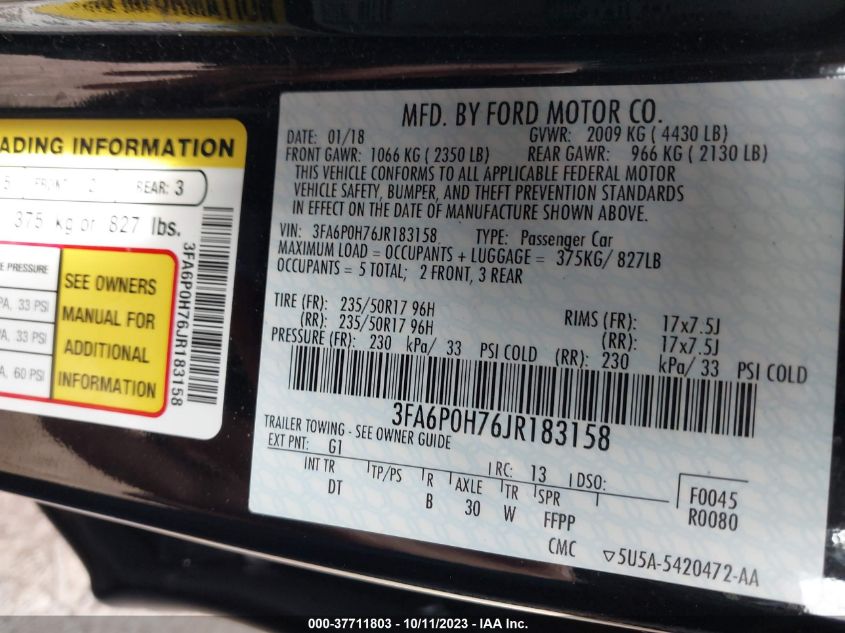 INFORMATION
ADING INFORMATION
5 FRONT 2 REAR: 3
375 kg or 827 lbs.
E PRESSURE
PA, 33 PSI
PA, 33 PSI
A, 60 PSI
SEE OWNERS
MANUAL FOR
ADDITIONAL
INFORMATION
3FA6P0H76JR183158
MFD. BY FORD MOTOR CO.
DATE: 01/18 GVWR: 2009 KG ( 4430 LB)
FRONT GAWR: 1066 KG ( 2350 LB) REAR GAWR: 966 KG ( 2130 LB)
THIS VEHICLE CONFORMS TO ALL APPLICABLE FEDERAL MOTOR
VEHICLE SAFETY, BUMPER, AND THEFT PREVENTION STANDARDS
IN EFFECT ON THE DATE OF MANUFACTURE SHOWN ABOVE.
VIN: 3FA6P0H76JR183158 TYPE: Passenger Car
MAXIMUM LOAD = OCCUPANTS + LUGGAGE = 375KG/ 827LB
OCCUPANTS = 5 TOTAL; 2 FRONT, 3 REAR
TIRE (FR): 235/50R17 96H RIMS (FR): 17x7.5J
(RR): 235/50R17 96H (RR): 17x7.5J
PRESSURE (FR): 230 kPa/ 33 PSI COLD (RR): 230 kPa/ 33 PSI COLD
3FA6P0H76JR183158
TRAILER TOWING - SEE OWNER GUIDE
EXT PNT: G1 RC: 13 DSO:
INT TR TP/PS R AXLE TR SPR F0045
DT B 30 W FFPP R0080
CMC ▽5U5A-5420472-AA
000-37711803 - 10/11/2023 - IAA Inc.